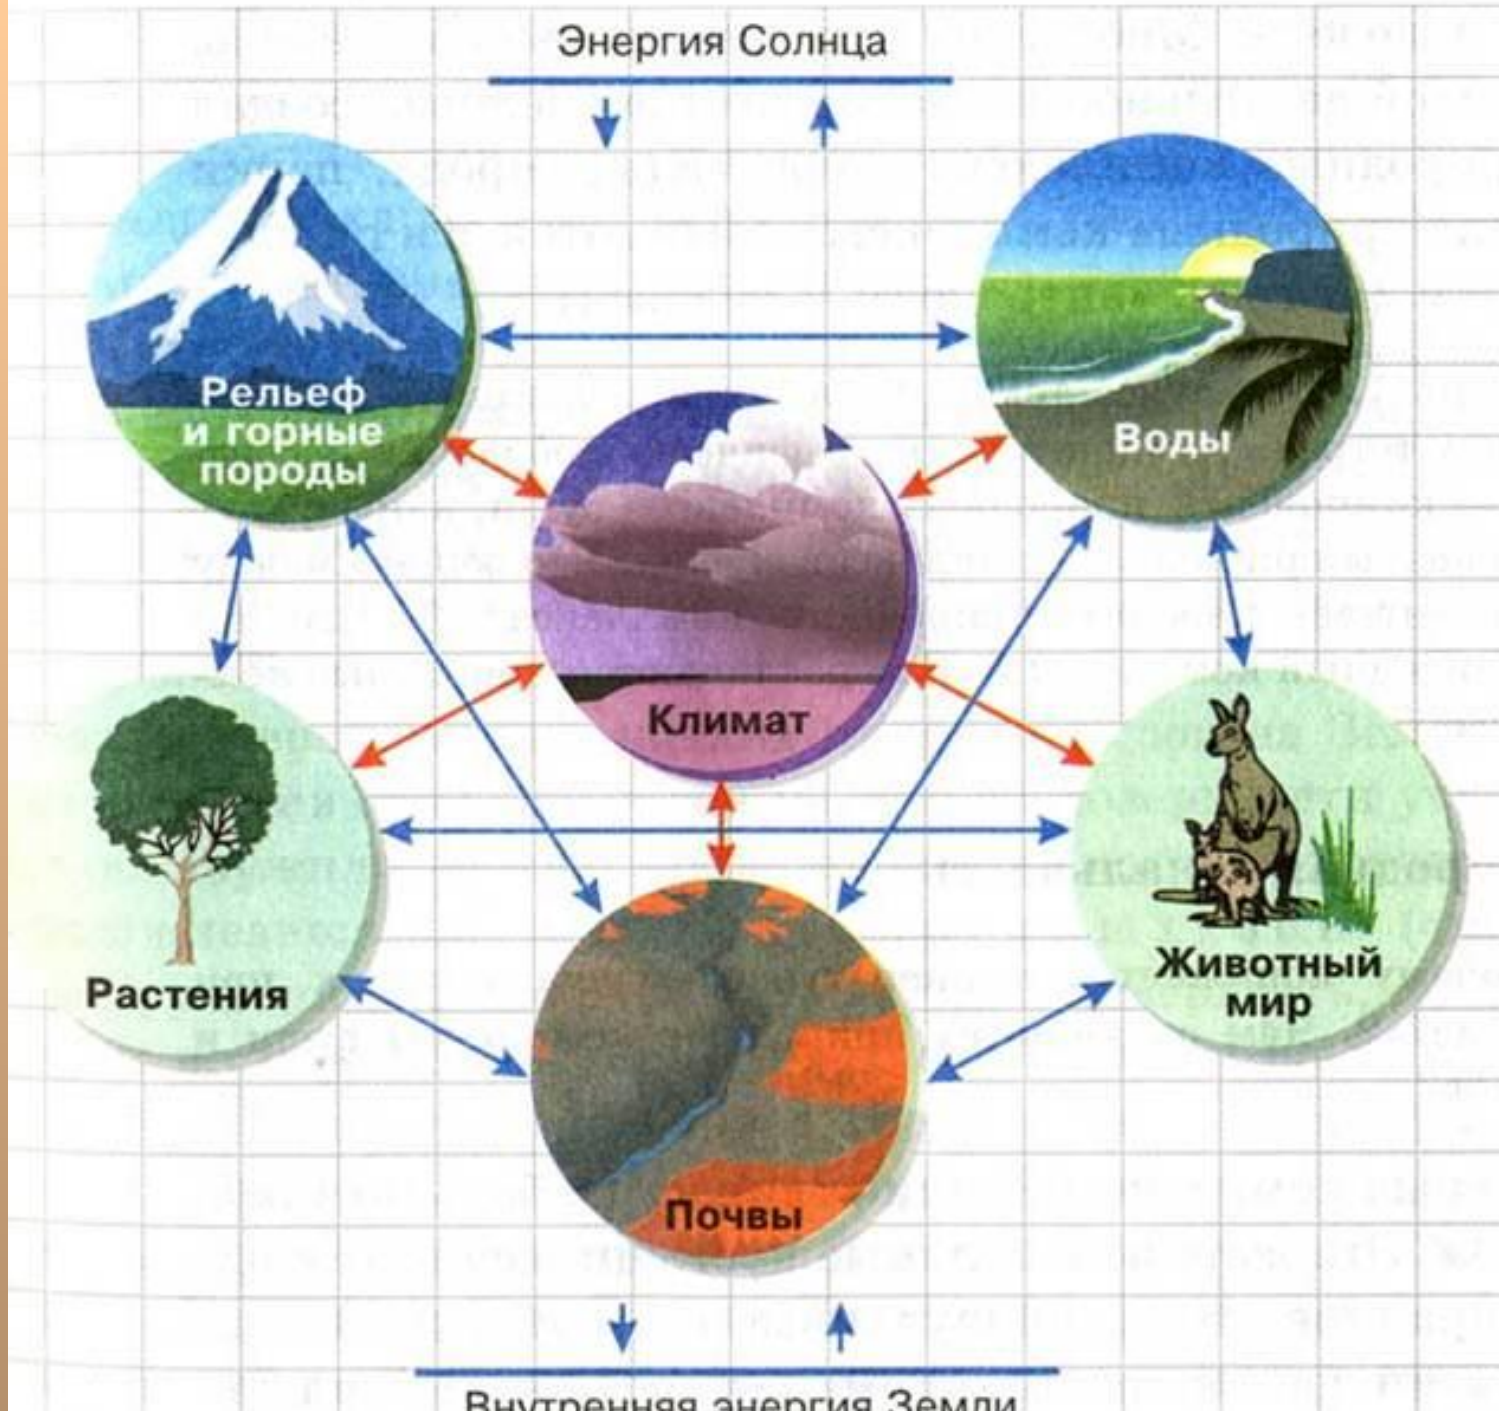 Энергия Солнца
Рельеф
и горные
породы
Воды
Климат
Растения
Животный
мир
Почвы
Внутренняя энергия Земли